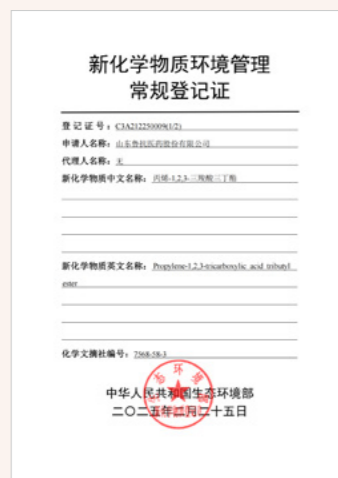 新化学物质环境管理
常规登记证
登记证号：C3A212250009(1/2)
申请人名称：山东鲁抗医药股份有限公司
代理人名称：无
新化学物质中文名称：丙烯-1,2,3-三羧酸三丁酯
新化学物质英文名称：Propylene-1,2,3-tricarboxylic acid tributyl
ester
化学文摘社编号：7568-58-3
中华人民共和国生态环境部
二〇二五年二月二十五日